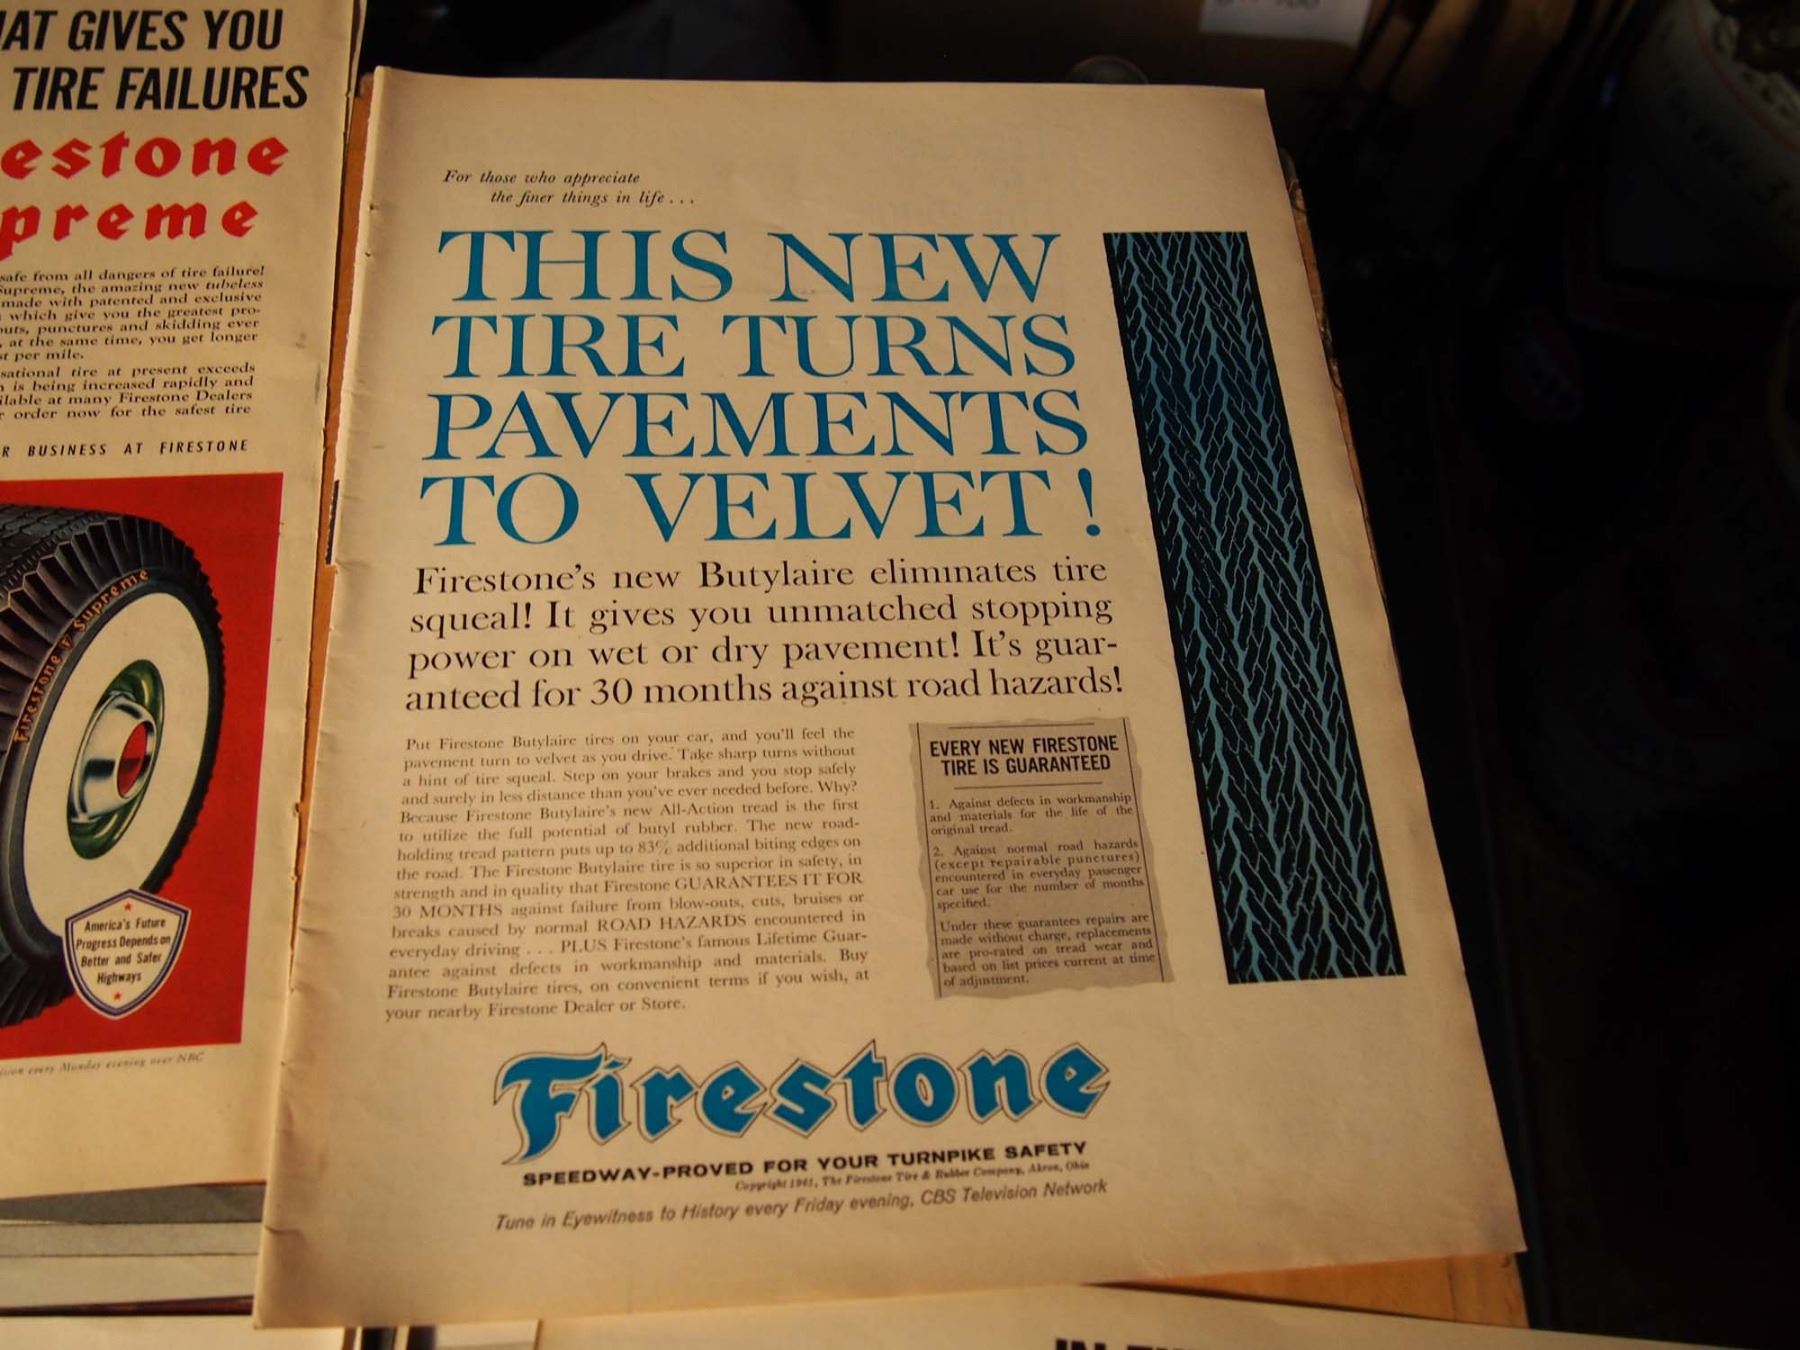 AT GIVES YOU
TIRE FAILURES
estone
preme
safe from all dangers of tire failure!
Supreme, the amazing new tubeless
made with patented and exclusive
which give you the greatest pro-
outs, punctures and skidding ever
at the same time, you get longer
st per mile.
sational tire at present exceeds
is being increased rapidly and
ilable at many Firestone Dealers
order now for the safest tire
R BUSINESS AT FIRESTONE
Firestone Supreme
America's Future
Progress Depends on
Better and Safer
Highways
every Monday evening over NBC
For those who appreciate
the finer things in life . . .
THIS NEW
TIRE TURNS
PAVEMENTS
TO VELVET!
Firestone's new Butylaire eliminates tire
squeal! It gives you unmatched stopping
power on wet or dry pavement! It's guar-
anteed for 30 months against road hazards!
Put Firestone Butylaire tires on your car, and you'll feel the
pavement turn to velvet as you drive. Take sharp turns without
a hint of tire squeal. Step on your brakes and you stop safely
and surely in less distance than you've ever needed before. Why?
Because Firestone Butylaire's new All-Action tread is the first
to utilize the full potential of butyl rubber. The new road-
holding tread pattern puts up to 83% additional biting edges on
the road. The Firestone Butylaire tire is so superior in safety, in
strength and in quality that Firestone GUARANTEES IT FOR
30 MONTHS against failure from blow-outs, cuts, bruises or
breaks caused by normal ROAD HAZARDS encountered in
everyday driving . . . PLUS Firestone's famous Lifetime Guar-
antee against defects in workmanship and materials. Buy
Firestone Butylaire tires, on convenient terms if you wish, at
your nearby Firestone Dealer or Store.
EVERY NEW FIRESTONE
TIRE IS GUARANTEED
1. Against defects in workmanship
and materials for the life of the
original tread.
2. Against normal road hazards
(except repairable punctures)
encountered in everyday passenger
car use for the number of months
specified.
Under these guarantees repairs are
made without charge, replacements
are pro-rated on tread wear and
based on list prices current at time
of adjustment.
Firestone
SPEEDWAY-PROVED FOR YOUR TURNPIKE SAFETY
Copyright 1961, The Firestone Tire & Rubber Company, Akron, Ohio
Tune in Eyewitness to History every Friday evening, CBS Television Network